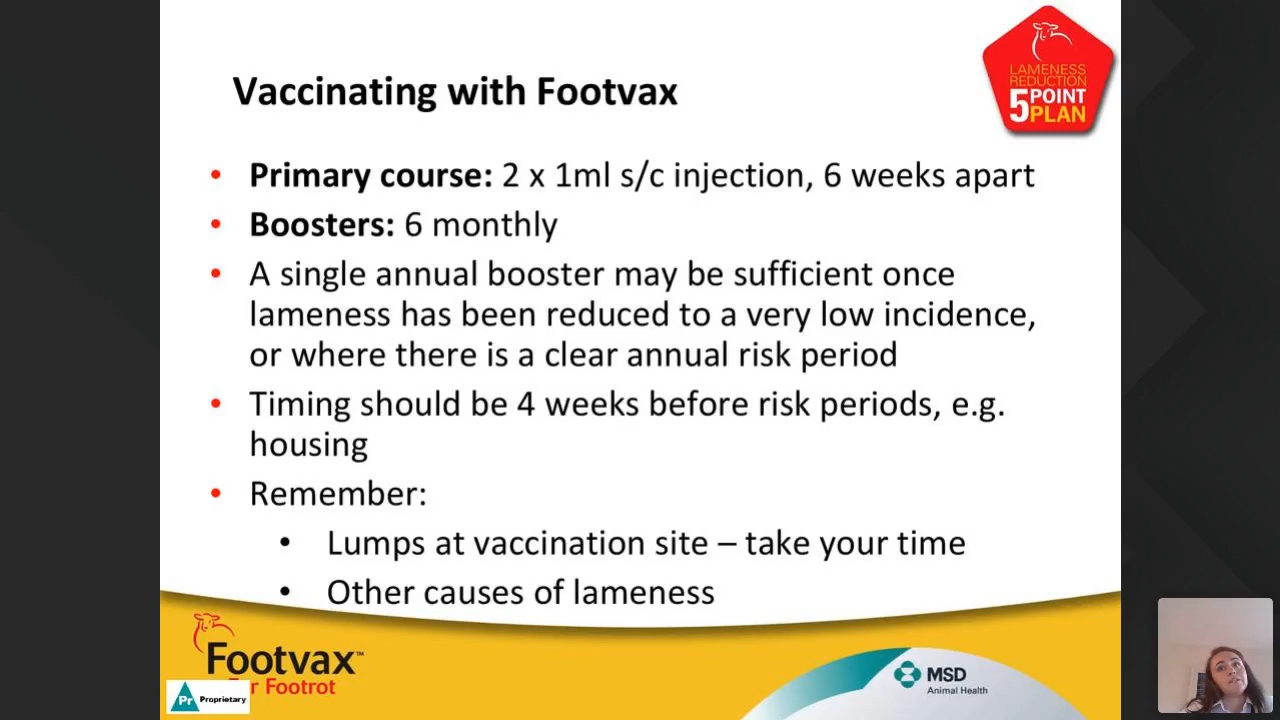 Vaccinating with Footvax
LAMENESS
REDUCTION
5 POINT
PLAN
• Primary course: 2 x 1ml s/c injection, 6 weeks apart
• Boosters: 6 monthly
• A single annual booster may be sufficient once
lameness has been reduced to a very low incidence,
or where there is a clear annual risk period
• Timing should be 4 weeks before risk periods, e.g.
housing
• Remember:
• Lumps at vaccination site – take your time
• Other causes of lameness
Footvax™
Footrot
Pr Proprietary
MSD
Animal Health